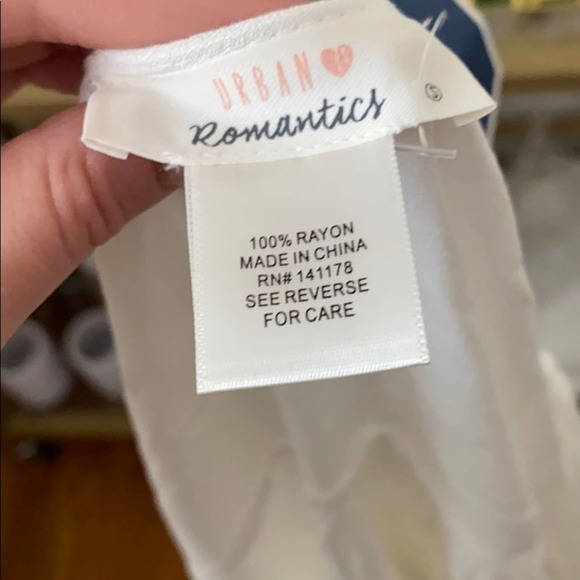 URBAN
Romantics
S
100% RAYON
MADE IN CHINA
RN# 141178
SEE REVERSE
FOR CARE